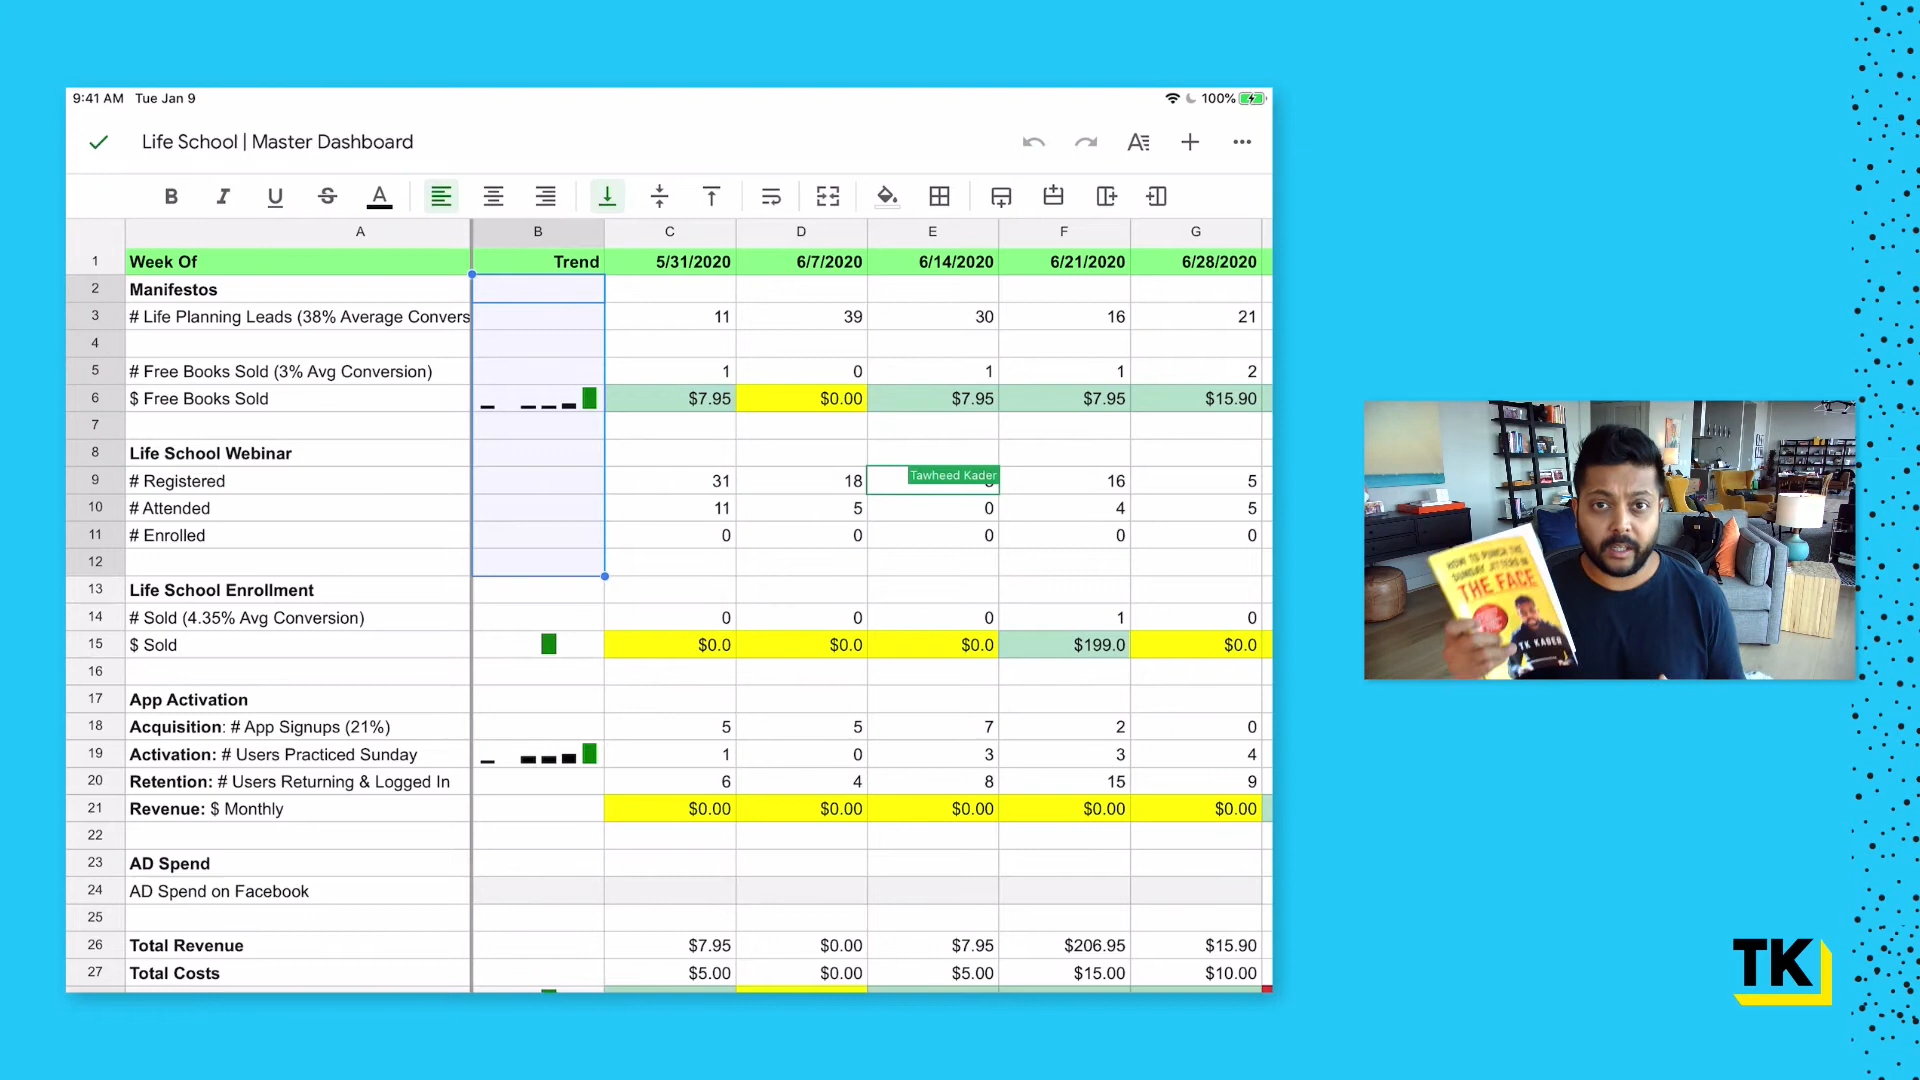 9:41 AM Tue Jan 9 100%
Life School | Master Dashboard
B I U S A
A B C D E F G
1 Week Of Trend 5/31/2020 6/7/2020 6/14/2020 6/21/2020 6/28/2020
2 Manifestos
3 # Life Planning Leads (38% Average Convers 11 39 30 16 21
4
5 # Free Books Sold (3% Avg Conversion) 1 0 1 1 2
6 $ Free Books Sold $7.95 $0.00 $7.95 $7.95 $15.90
7
8 Life School Webinar
9 # Registered 31 18 Tawheed Kader 16 5
10 # Attended 11 5 0 4 5
11 # Enrolled 0 0 0 0 0
12
13 Life School Enrollment
14 # Sold (4.35% Avg Conversion) 0 0 0 1 0
15 $ Sold $0.0 $0.0 $0.0 $199.0 $0.0
16
17 App Activation
18 Acquisition: # App Signups (21%) 5 5 7 2 0
19 Activation: # Users Practiced Sunday 1 0 3 3 4
20 Retention: # Users Returning & Logged In 6 4 8 15 9
21 Revenue: $ Monthly $0.00 $0.00 $0.00 $0.00 $0.00
22
23 AD Spend
24 AD Spend on Facebook
25
26 Total Revenue $7.95 $0.00 $7.95 $206.95 $15.90
27 Total Costs $5.00 $0.00 $5.00 $15.00 $10.00
HOW TO PUNCH THE
SUNDAY JITTERS IN
THE FACE
TK KADER
TK